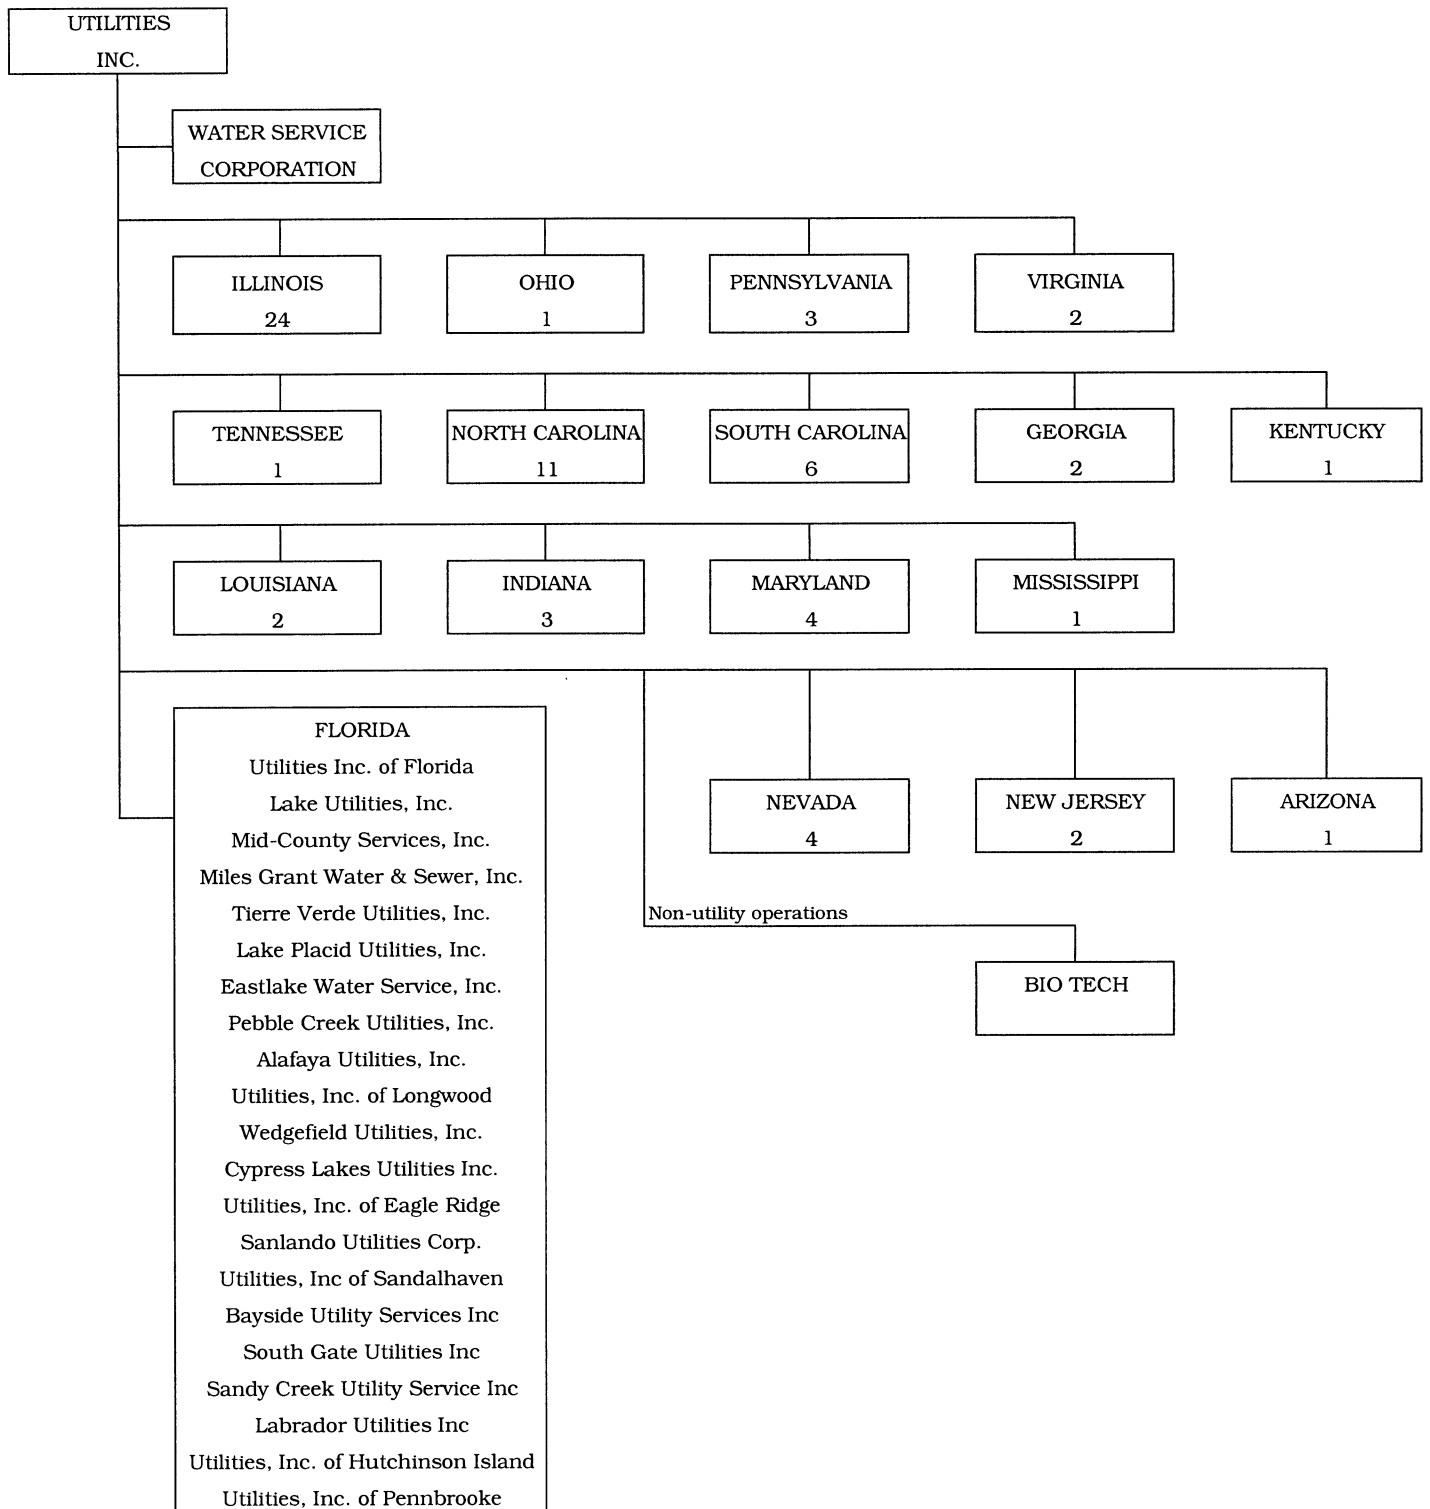 UTILITIES
INC.
WATER SERVICE
CORPORATION
ILLINOIS
24
OHIO
1
PENNSYLVANIA
3
VIRGINIA
2
TENNESSEE
1
NORTH CAROLINA
11
SOUTH CAROLINA
6
GEORGIA
2
KENTUCKY
1
LOUISIANA
2
INDIANA
3
MARYLAND
4
MISSISSIPPI
1
FLORIDA
Utilities Inc. of Florida
Lake Utilities, Inc.
Mid-County Services, Inc.
Miles Grant Water & Sewer, Inc.
Tierre Verde Utilities, Inc.
Lake Placid Utilities, Inc.
Eastlake Water Service, Inc.
Pebble Creek Utilities, Inc.
Alafaya Utilities, Inc.
Utilities, Inc. of Longwood
Wedgefield Utilities, Inc.
Cypress Lakes Utilities Inc.
Utilities, Inc. of Eagle Ridge
Sanlando Utilities Corp.
Utilities, Inc of Sandalhaven
Bayside Utility Services Inc
South Gate Utilities Inc
Sandy Creek Utility Service Inc
Labrador Utilities Inc
Utilities, Inc. of Hutchinson Island
Utilities, Inc. of Pennbrooke
NEVADA
4
NEW JERSEY
2
ARIZONA
1
Non-utility operations
BIO TECH